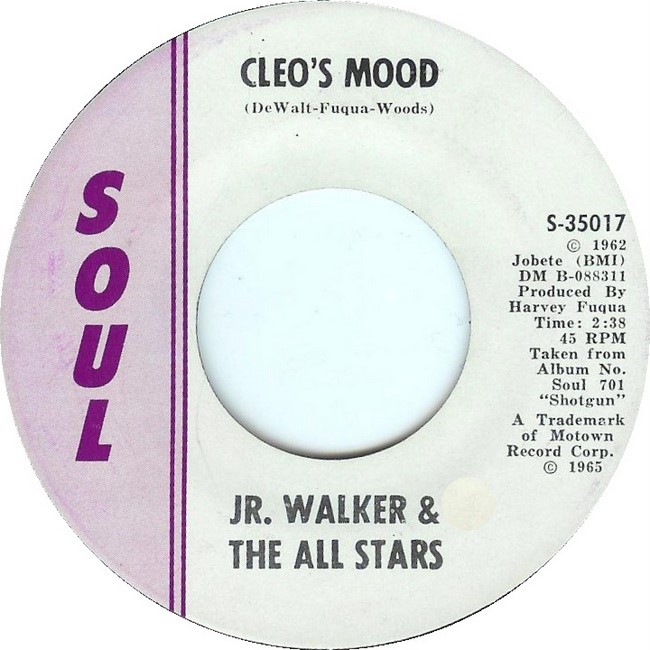 CLEO'S MOOD
(DeWalt-Fuqua-Woods)
SOUL
S-35017
© 1962
Jobete (BMI)
DM B-088311
Produced By
Harvey Fuqua
Time: 2:38
45 RPM
Taken from
Album No.
Soul 701
"Shotgun"
A Trademark
of Motown
Record Corp.
© 1965
JR. WALKER &
THE ALL STARS